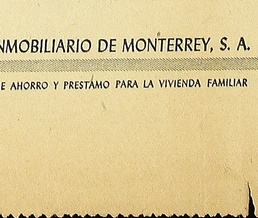 NMOBILIARIO DE MONTERREY, S. A.
E AHORRO Y PRESTAMO PARA LA VIVIENDA FAMILIAR